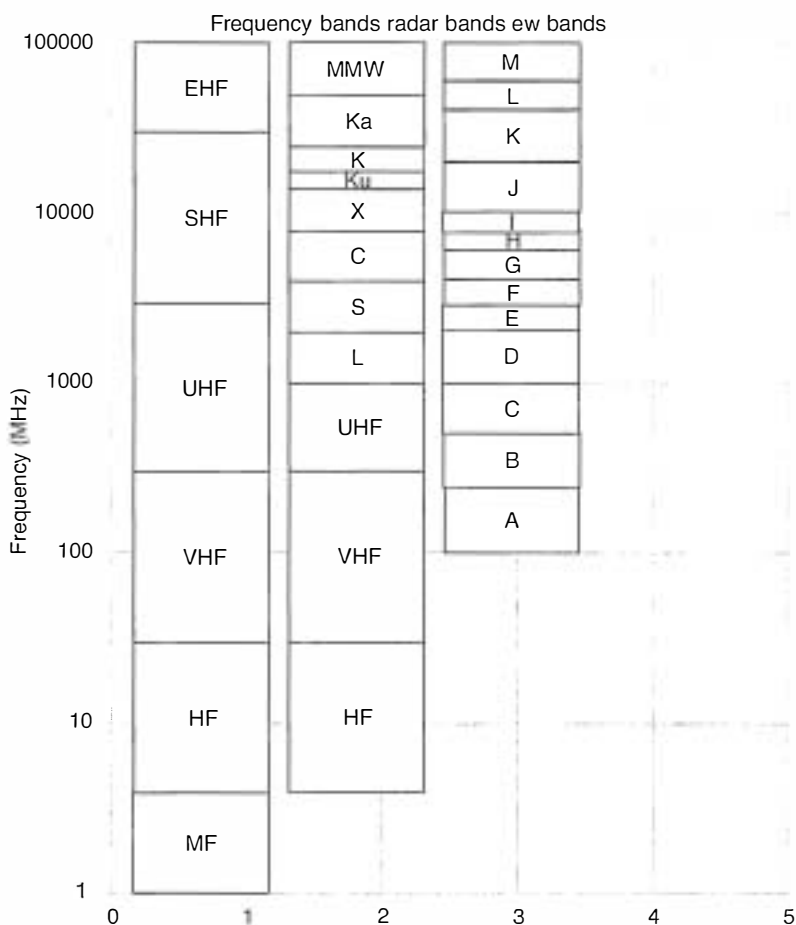 Frequency bands radar bands ew bands
Frequency (MHz)
100000
10000
1000
100
10
1
EHF
SHF
UHF
VHF
HF
MF
MMW
Ka
K
Ku
X
C
S
L
UHF
VHF
HF
M
L
K
J
I
H
G
F
E
D
C
B
A
0 1 2 3 4 5